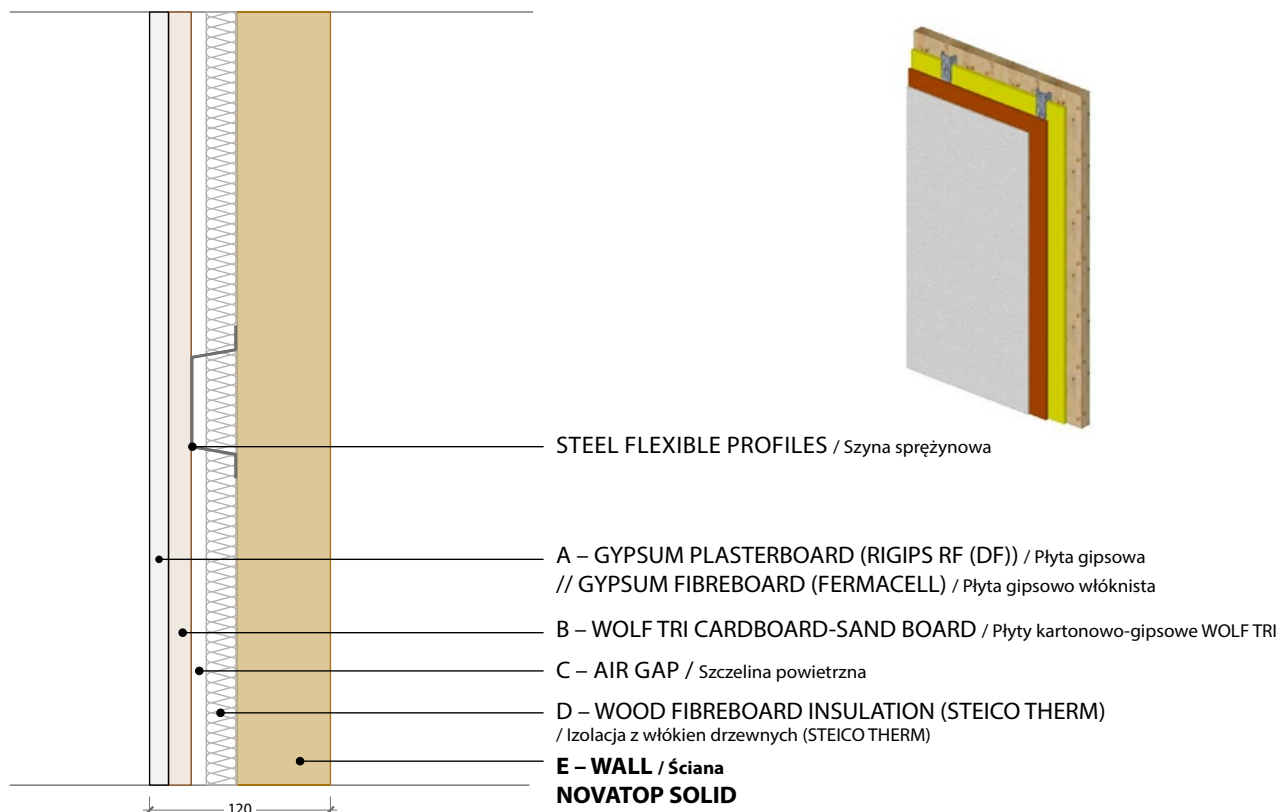 STEEL FLEXIBLE PROFILES / Szyna sprężynowa
A – GYPSUM PLASTERBOARD (RIGIPS RF (DF)) / Płyta gipsowa
// GYPSUM FIBREBOARD (FERMACELL) / Płyta gipsowo włóknista
B – WOLF TRI CARDBOARD-SAND BOARD / Płyty kartonowo-gipsowe WOLF TRI
C – AIR GAP / Szczelina powietrzna
D – WOOD FIBREBOARD INSULATION (STEICO THERM)
/ Izolacja z włókien drzewnych (STEICO THERM)
E – WALL / Ściana
NOVATOP SOLID
120